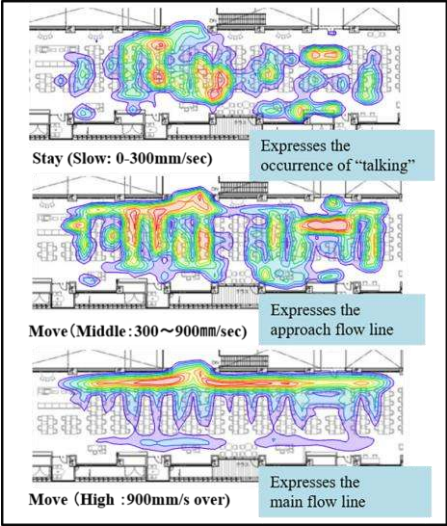 Stay (Slow: 0-300mm/sec)
Expresses the
occurrence of “talking”
Move(Middle:300～900㎜/sec)
Expresses the
approach flow line
Move (High :900mm/s over)
Expresses the
main flow line